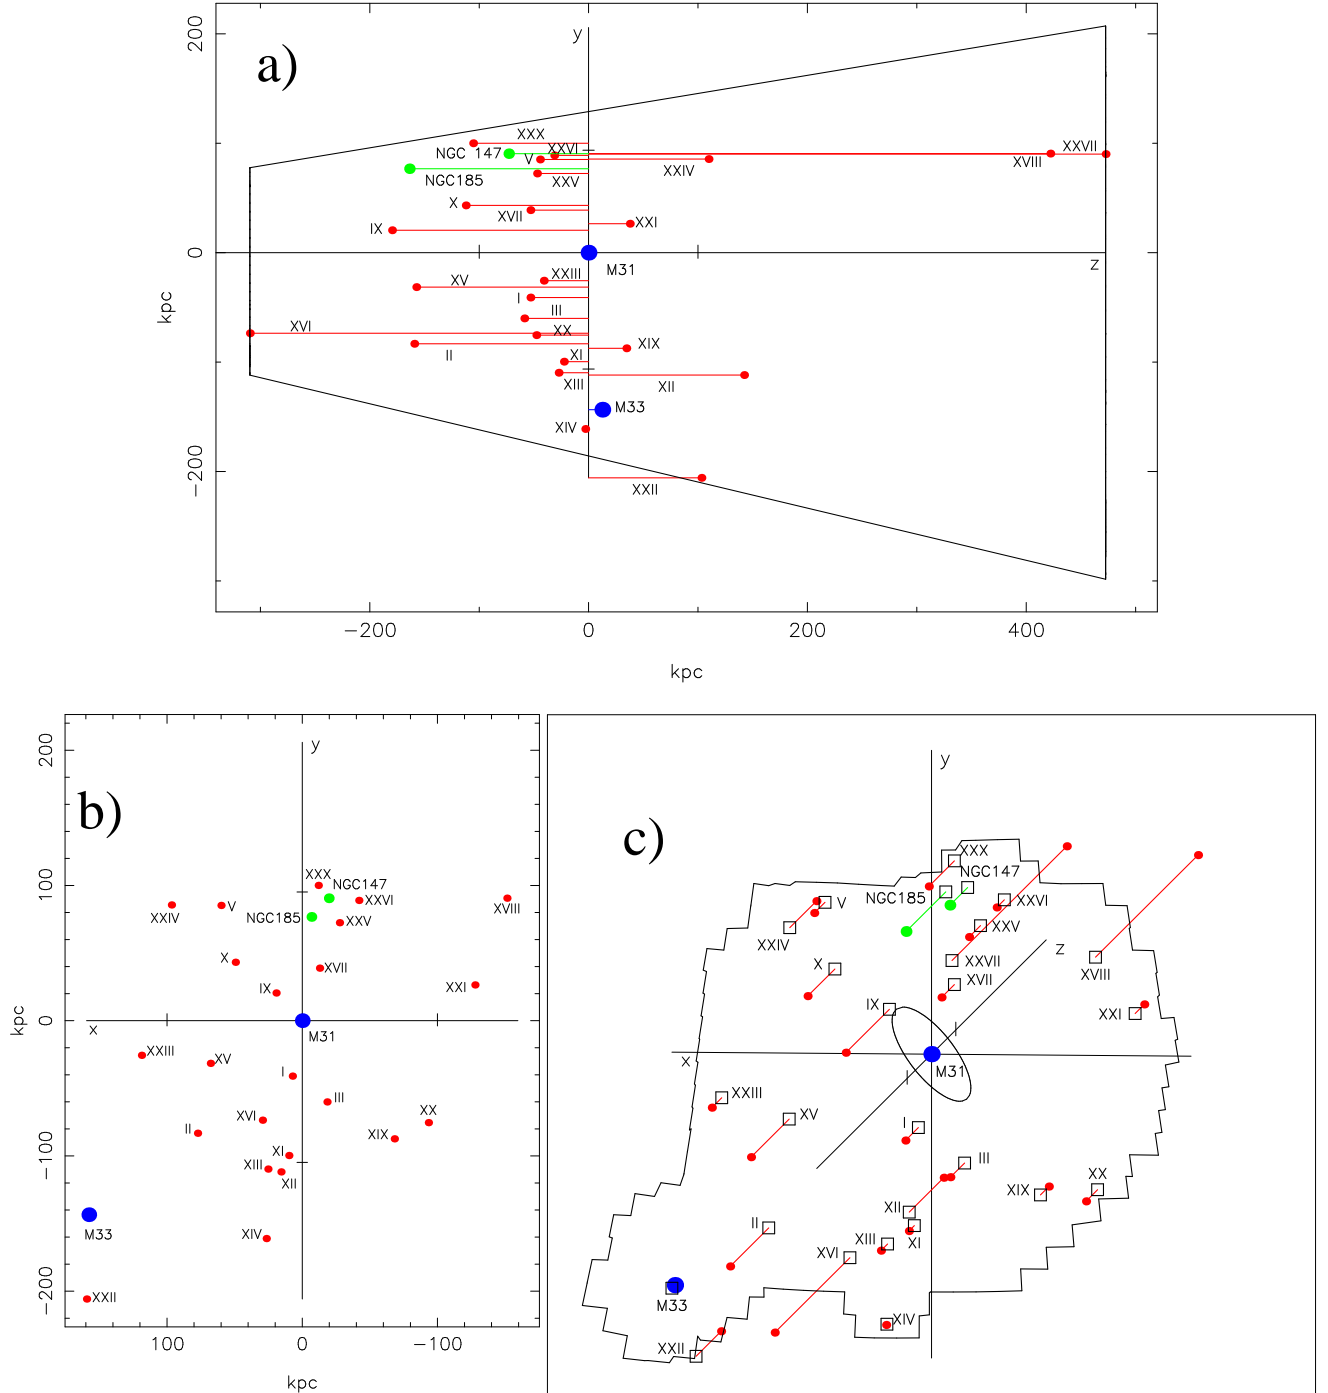 a)
200
0
−200
kpc
y
z
XXX
NGC 147
XXVI
V
NGC185
XXV
XXIV
XVIII
XXVII
X
XVII
IX
XXI
M31
XXIII
XV
I
III
XVI
XX
XIX
II
XI
XIII
XII
M33
XIV
XXII
−200
0
200
400
kpc
b)
200
100
0
−100
−200
kpc
y
x
XXX
NGC147
XXIV
V
NGC185
XXVI
XVIII
XXV
X
XVII
IX
XXI
M31
XXIII
XV
I
III
XVI
XX
II
XIX
XI
XIII
XII
M33
XIV
XXII
100
0
−100
kpc
c)
y
x
z
XXX
NGC147
NGC185
V
XXVI
XXIV
XXV
X
XXVII
XVIII
XVII
IX
XXI
M31
XXIII
XV
I
III
XX
XIX
XII
II
XI
XIII
XVI
M33
XIV
XXII